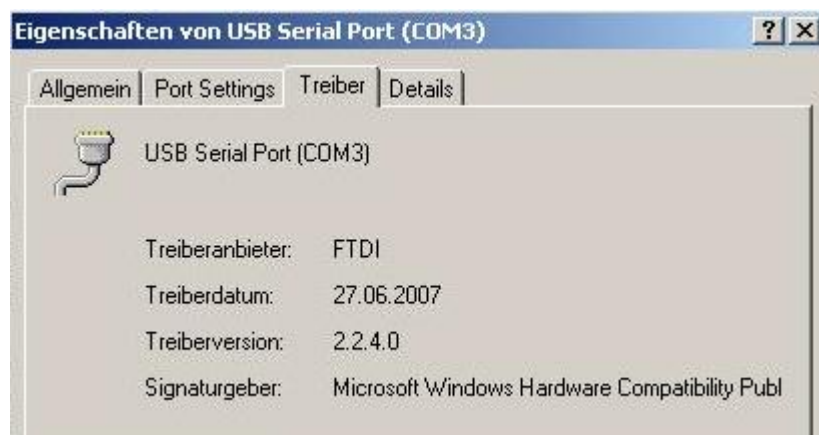 Eigenschaften von USB Serial Port (COM3)
Allgemein Port Settings Treiber Details
USB Serial Port (COM3)
Treiberanbieter: FTDI
Treiberdatum: 27.06.2007
Treiberversion: 2.2.4.0
Signaturgeber: Microsoft Windows Hardware Compatibility Publ